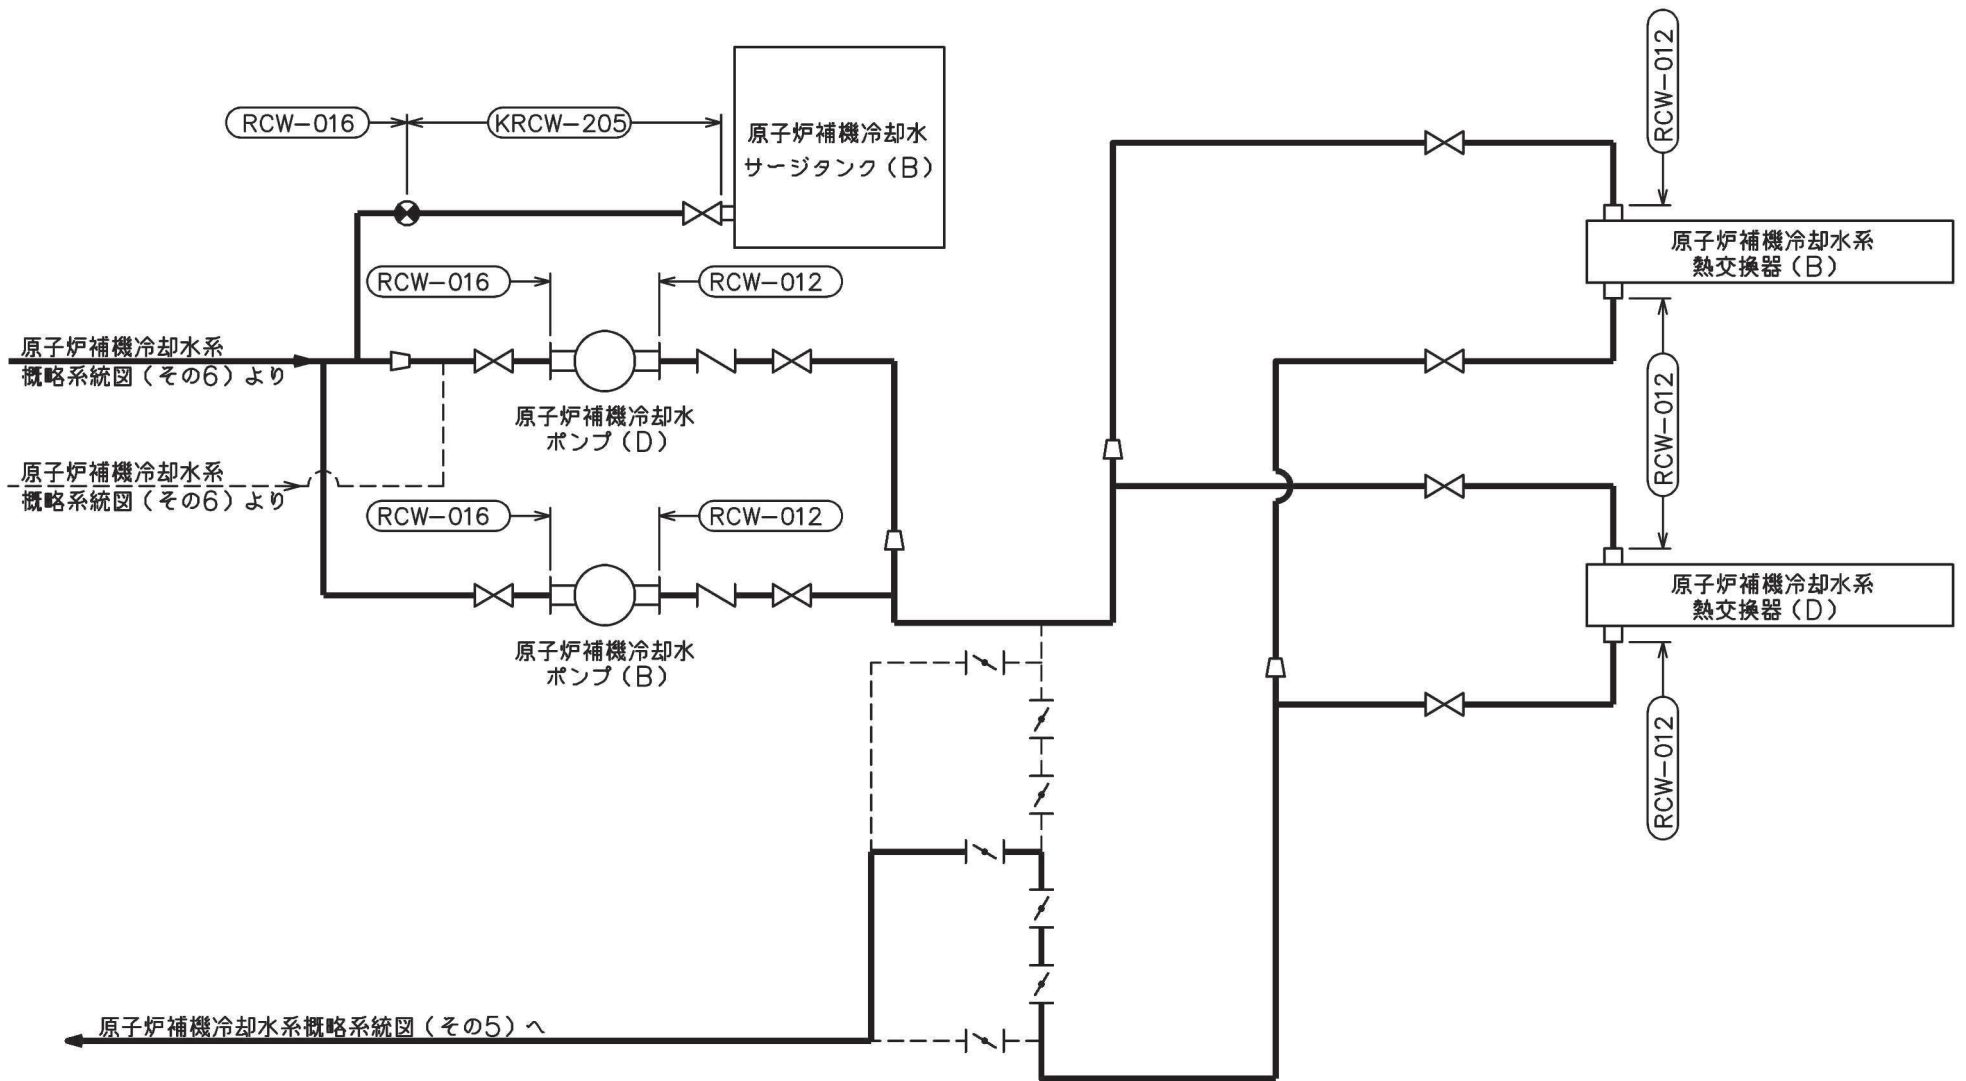 RCW-012
RCW-016
KRCW-205
原子炉補機冷却水
サージタンク(B)
原子炉補機冷却水系
熱交換器(B)
RCW-016
RCW-012
原子炉補機冷却水系
概略系統図(その6)より
原子炉補機冷却水
ポンプ(D)
RCW-012
原子炉補機冷却水系
概略系統図(その6)より
RCW-016
RCW-012
原子炉補機冷却水系
熱交換器(D)
原子炉補機冷却水
ポンプ(B)
RCW-012
原子炉補機冷却水系概略系統図(その5)へ